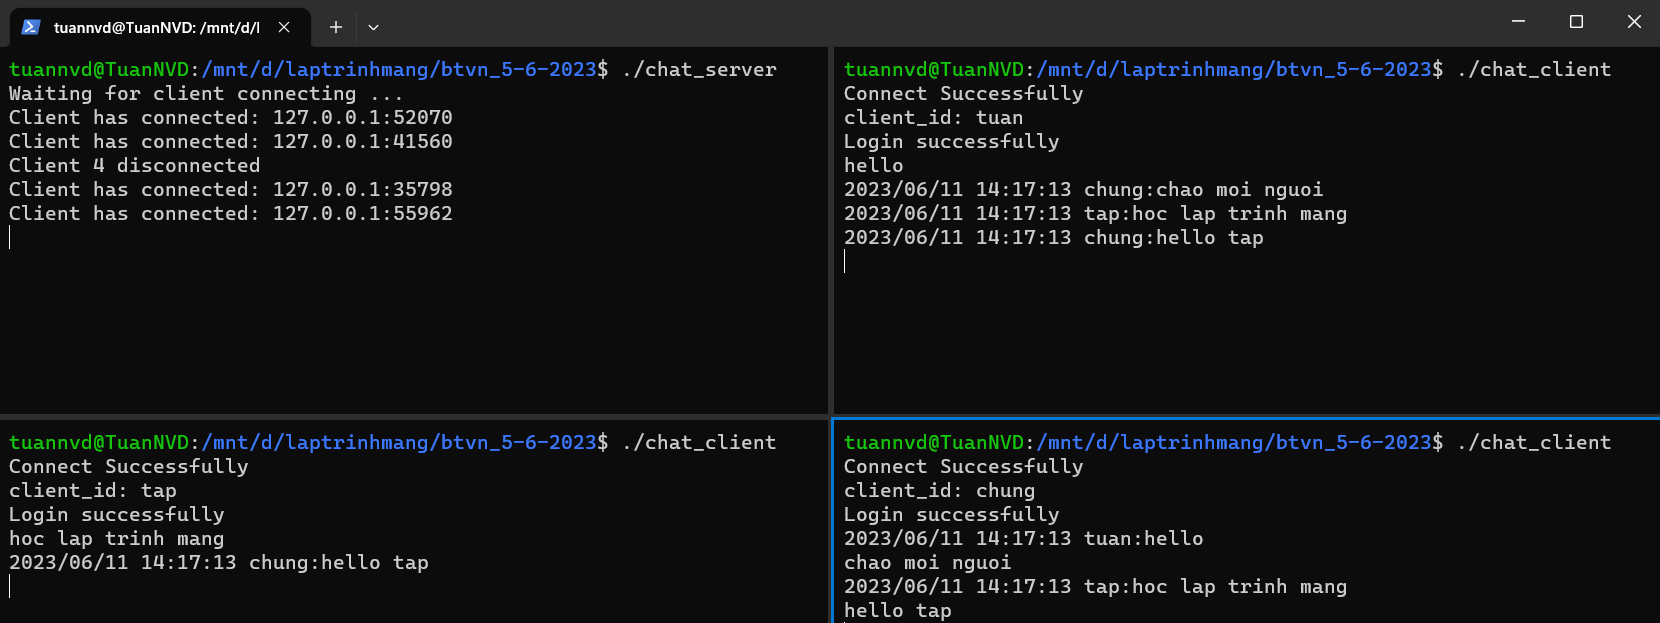 tuannvd@TuanNVD: /mnt/d/l
tuannvd@TuanNVD:/mnt/d/laptrinhmang/btvn_5-6-2023$ ./chat_server
Waiting for client connecting ...
Client has connected: 127.0.0.1:52070
Client has connected: 127.0.0.1:41560
Client 4 disconnected
Client has connected: 127.0.0.1:35798
Client has connected: 127.0.0.1:55962
tuannvd@TuanNVD:/mnt/d/laptrinhmang/btvn_5-6-2023$ ./chat_client
Connect Successfully
client_id: tuan
Login successfully
hello
2023/06/11 14:17:13 chung:chao moi nguoi
2023/06/11 14:17:13 tap:hoc lap trinh mang
2023/06/11 14:17:13 chung:hello tap
tuannvd@TuanNVD:/mnt/d/laptrinhmang/btvn_5-6-2023$ ./chat_client
Connect Successfully
client_id: tap
Login successfully
hoc lap trinh mang
2023/06/11 14:17:13 chung:hello tap
tuannvd@TuanNVD:/mnt/d/laptrinhmang/btvn_5-6-2023$ ./chat_client
Connect Successfully
client_id: chung
Login successfully
2023/06/11 14:17:13 tuan:hello
chao moi nguoi
2023/06/11 14:17:13 tap:hoc lap trinh mang
hello tap